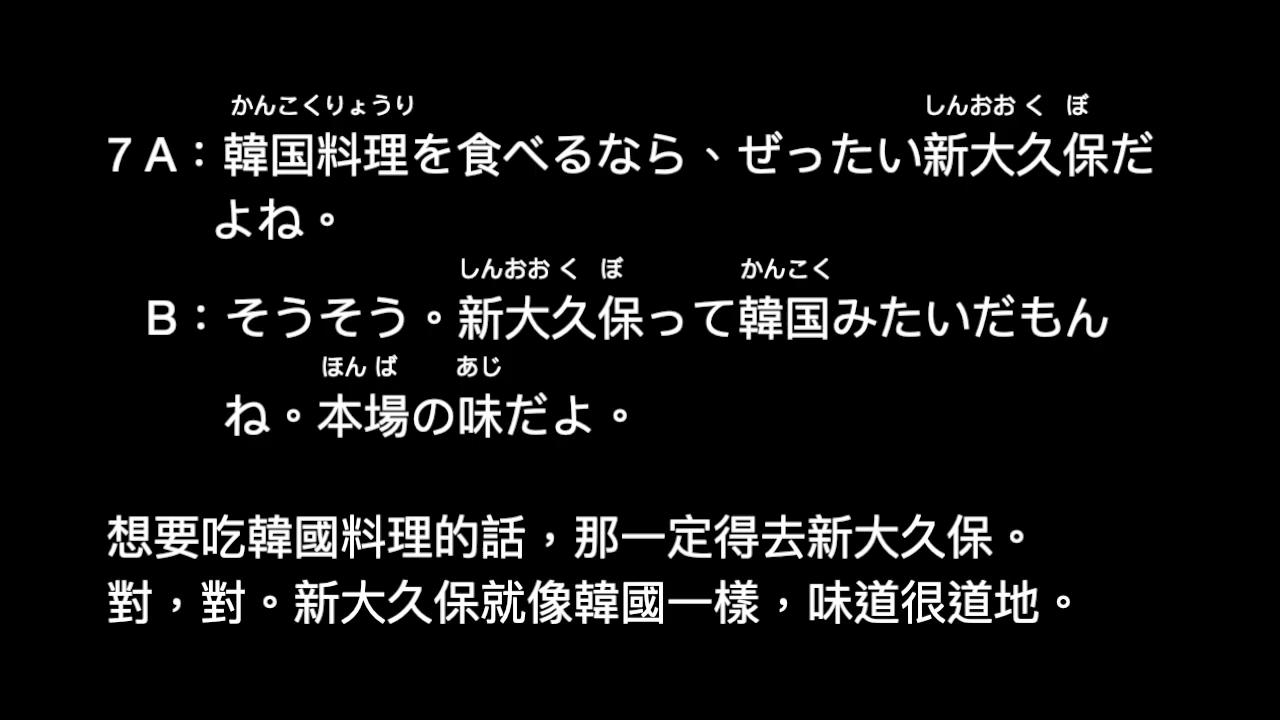 かんこくりょうり しんおお く ぼ
7 A：韓国料理を食べるなら、ぜったい新大久保だ
よね。
しんおお く ぼ かんこく
B：そうそう。新大久保って韓国みたいだもん
ほん ば あじ
ね。本場の味だよ。
想要吃韓國料理的話，那一定得去新大久保。
對，對。新大久保就像韓國一樣，味道很道地。